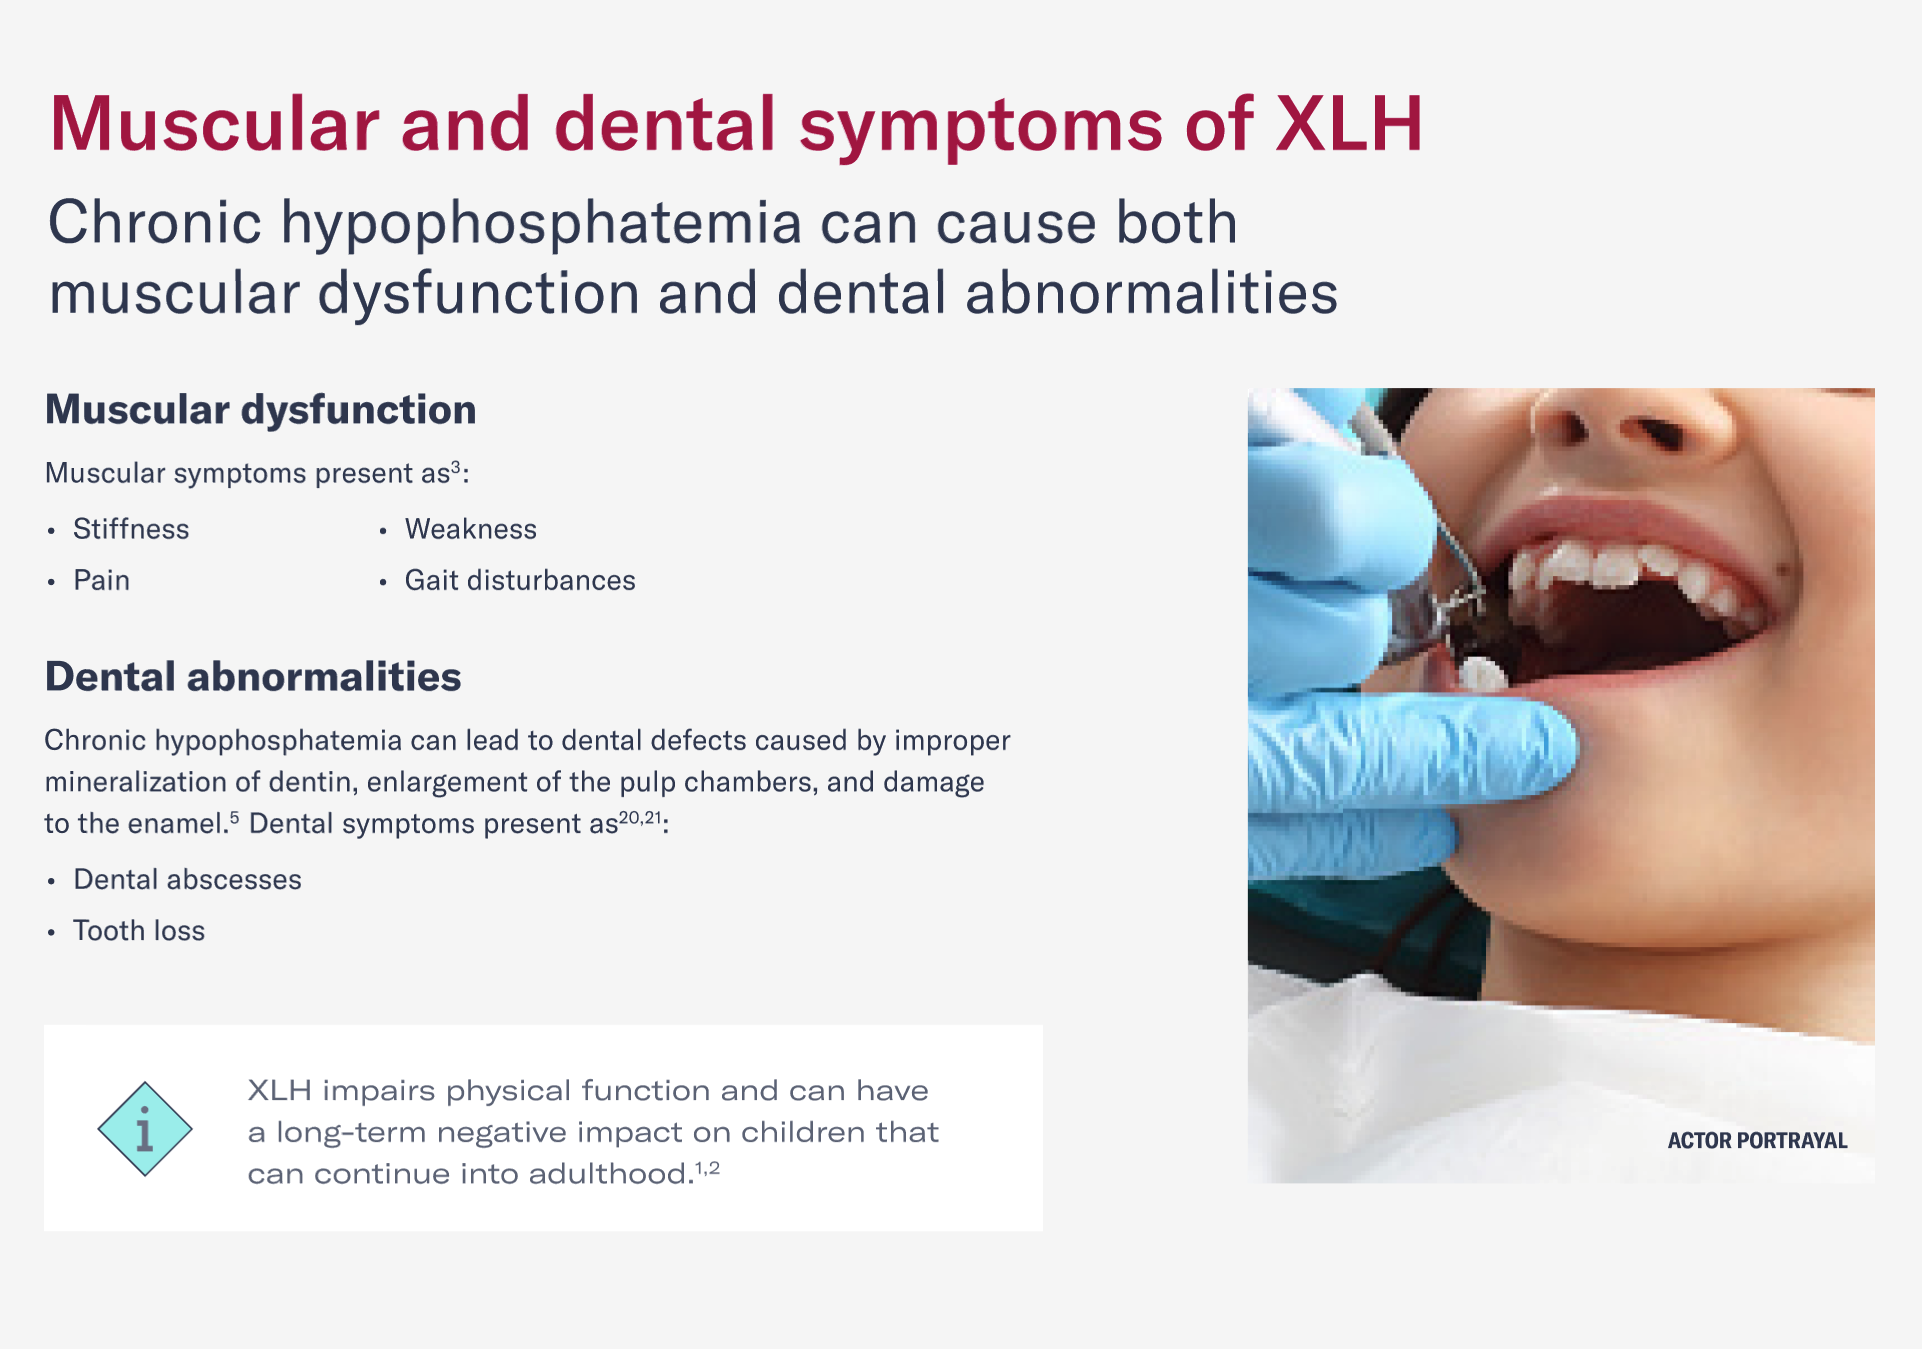 Muscular and dental symptoms of XLH
Chronic hypophosphatemia can cause both
muscular dysfunction and dental abnormalities
Muscular dysfunction
Muscular symptoms present as³:
• Stiffness
• Pain
• Weakness
• Gait disturbances
Dental abnormalities
Chronic hypophosphatemia can lead to dental defects caused by improper
mineralization of dentin, enlargement of the pulp chambers, and damage
to the enamel.⁵ Dental symptoms present as²⁰,²¹:
• Dental abscesses
• Tooth loss
i
XLH impairs physical function and can have
a long-term negative impact on children that
can continue into adulthood.¹,²
ACTOR PORTRAYAL